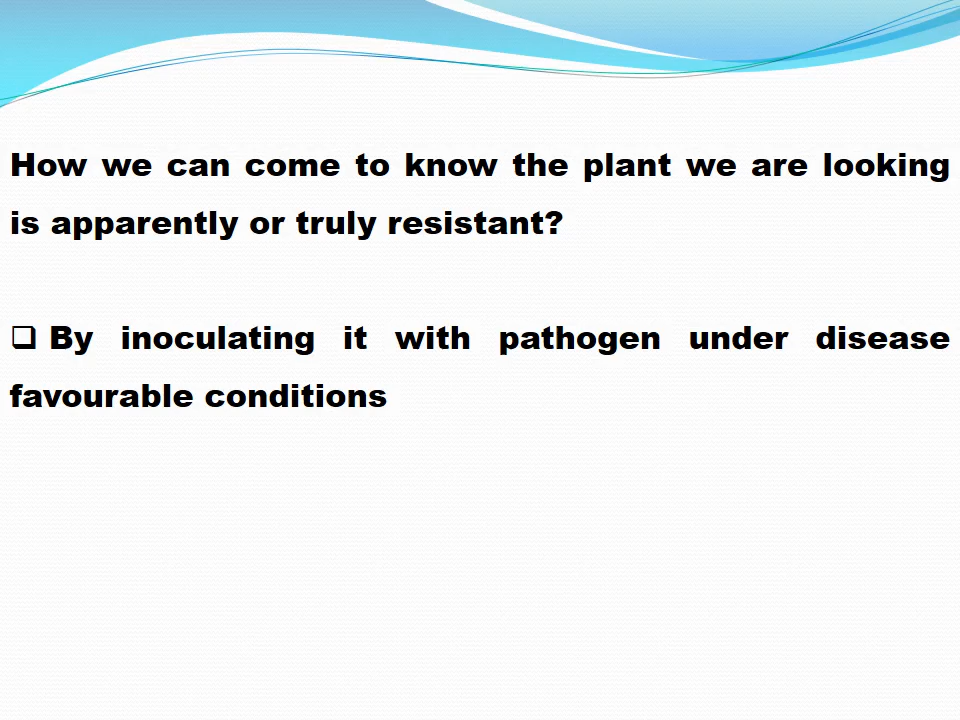 How we can come to know the plant we are looking
is apparently or truly resistant?
❑ By inoculating it with pathogen under disease
favourable conditions